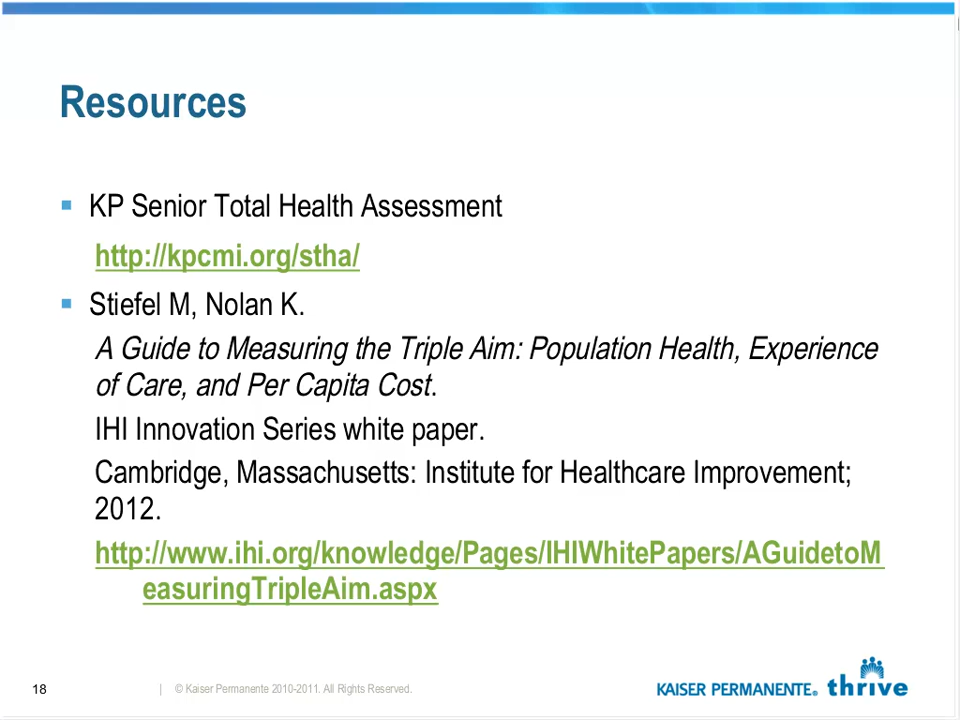 Resources
▪ KP Senior Total Health Assessment
http://kpcmi.org/stha/
▪ Stiefel M, Nolan K.
A Guide to Measuring the Triple Aim: Population Health, Experience
of Care, and Per Capita Cost.
IHI Innovation Series white paper.
Cambridge, Massachusetts: Institute for Healthcare Improvement;
2012.
http://www.ihi.org/knowledge/Pages/IHIWhitePapers/AGuidetoM
easuringTripleAim.aspx
18 | © Kaiser Permanente 2010-2011. All Rights Reserved.
KAISER PERMANENTE® thrive